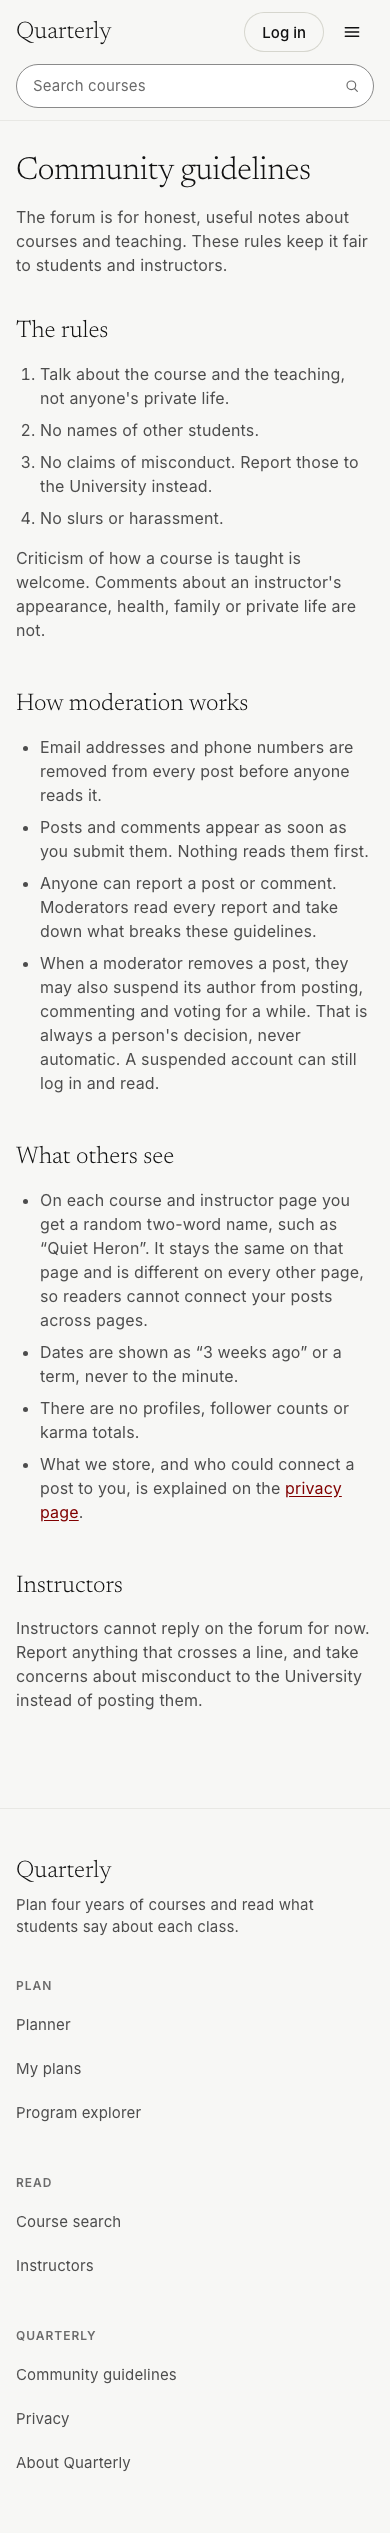 Quarterly
Log in
Search courses
Community guidelines
The forum is for honest, useful notes about
courses and teaching. These rules keep it fair
to students and instructors.
The rules
1. Talk about the course and the teaching,
not anyone's private life.
2. No names of other students.
3. No claims of misconduct. Report those to
the University instead.
4. No slurs or harassment.
Criticism of how a course is taught is
welcome. Comments about an instructor's
appearance, health, family or private life are
not.
How moderation works
• Email addresses and phone numbers are
removed from every post before anyone
reads it.
• Posts and comments appear as soon as
you submit them. Nothing reads them first.
• Anyone can report a post or comment.
Moderators read every report and take
down what breaks these guidelines.
• When a moderator removes a post, they
may also suspend its author from posting,
commenting and voting for a while. That is
always a person's decision, never
automatic. A suspended account can still
log in and read.
What others see
• On each course and instructor page you
get a random two-word name, such as
“Quiet Heron”. It stays the same on that
page and is different on every other page,
so readers cannot connect your posts
across pages.
• Dates are shown as “3 weeks ago” or a
term, never to the minute.
• There are no profiles, follower counts or
karma totals.
• What we store, and who could connect a
post to you, is explained on the privacy
page.
Instructors
Instructors cannot reply on the forum for now.
Report anything that crosses a line, and take
concerns about misconduct to the University
instead of posting them.
Quarterly
Plan four years of courses and read what
students say about each class.
PLAN
Planner
My plans
Program explorer
READ
Course search
Instructors
QUARTERLY
Community guidelines
Privacy
About Quarterly